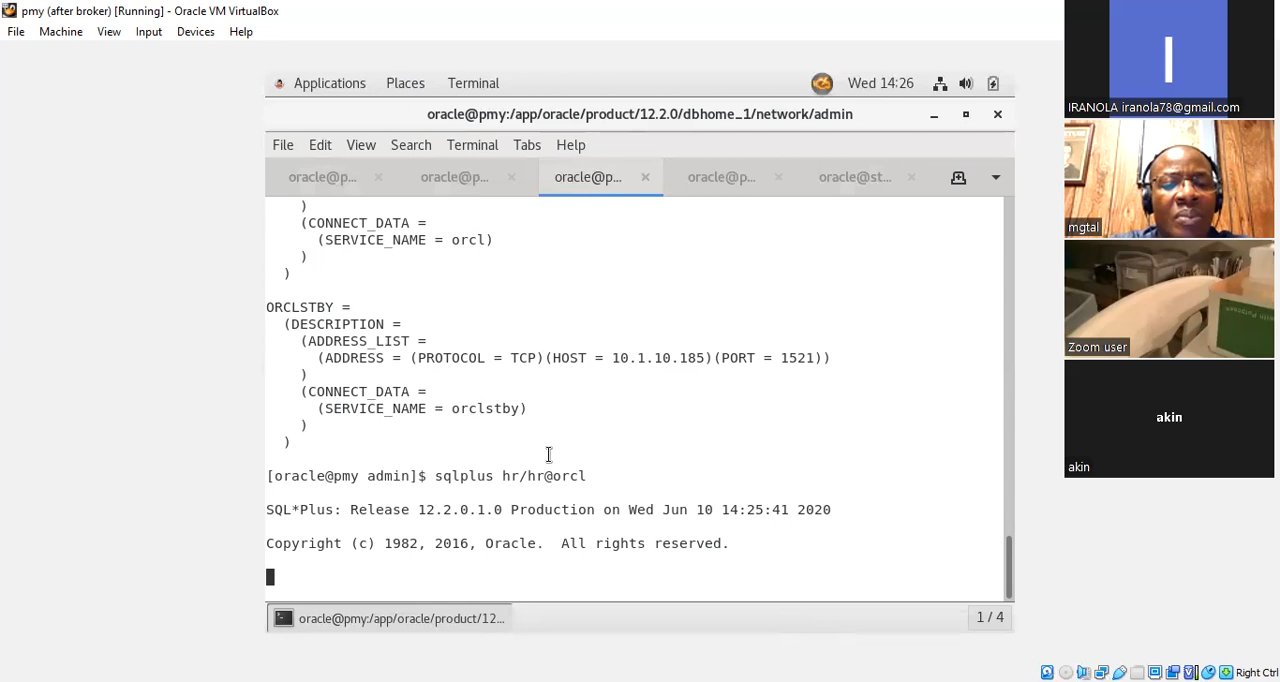 pmy (after broker) [Running] - Oracle VM VirtualBox
File Machine View Input Devices Help
Applications Places Terminal Wed 14:26
oracle@pmy:/app/oracle/product/12.2.0/dbhome_1/network/admin
File Edit View Search Terminal Tabs Help
oracle@p... oracle@p... oracle@p... oracle@p... oracle@st...
)
(CONNECT_DATA =
(SERVICE_NAME = orcl)
)
)
ORCLSTBY =
(DESCRIPTION =
(ADDRESS_LIST =
(ADDRESS = (PROTOCOL = TCP)(HOST = 10.1.10.185)(PORT = 1521))
)
(CONNECT_DATA =
(SERVICE_NAME = orclstby)
)
)
[oracle@pmy admin]$ sqlplus hr/hr@orcl
SQL*Plus: Release 12.2.0.1.0 Production on Wed Jun 10 14:25:41 2020
Copyright (c) 1982, 2016, Oracle.  All rights reserved.
oracle@pmy:/app/oracle/product/12...
1 / 4
Right Ctrl
I
IRANOLA iranola78@gmail.com
mgtal
Zoom user
akin
akin